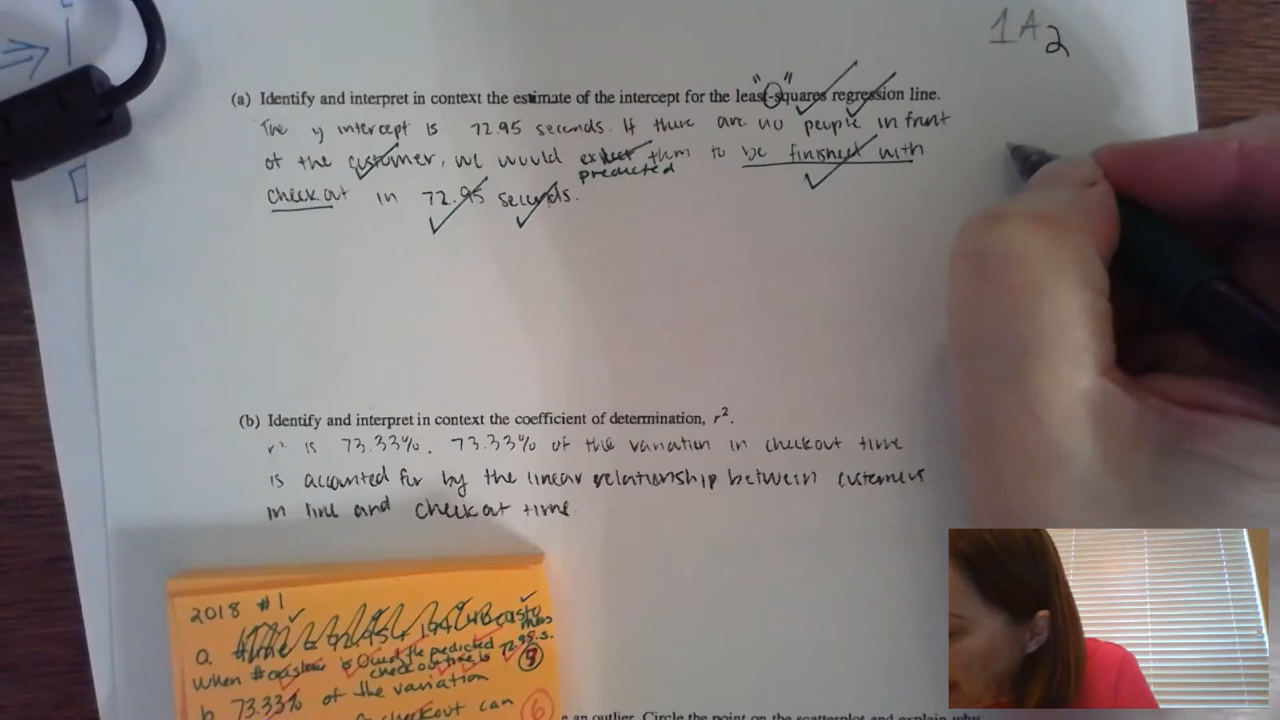 1A2
" 0 "
(a) Identify and interpret in context the estimate of the intercept for the least-squares regression line.
The y intercept is 72.95 seconds. If there are no people in front
of the customer, we would expect them to be finished with
predicted
checkout in 72.95 seconds.
(b) Identify and interpret in context the coefficient of determination, r².
r² is 73.33%. 73.33% of the variation in checkout time
is accounted for by the linear relationship between customers
in line and checkout time.
2018 #1
a.
When # customers is 0 the predicted
checkout time is 72.95 s.
b. 73.33% of the variation
checkout can
6
e an outlier. Circle the point on the scatterplot and explain why